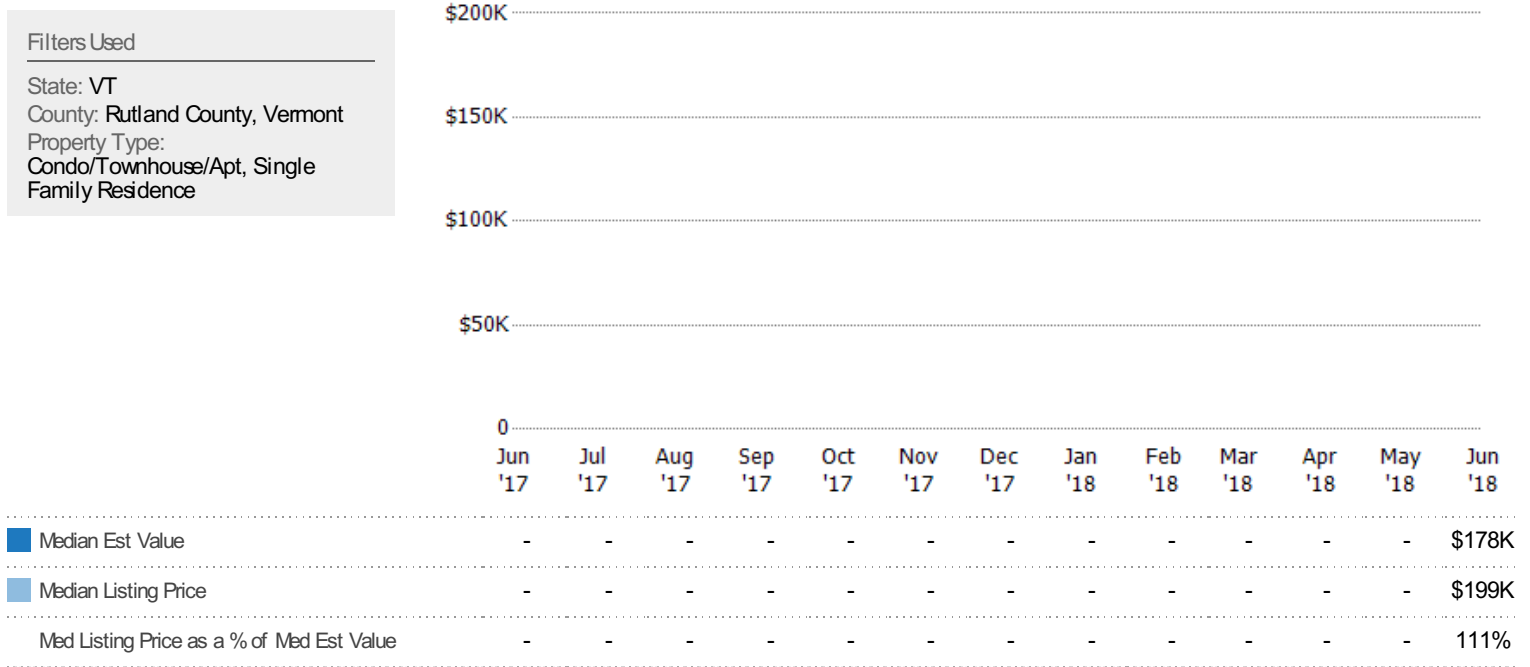 Filters Used
State: VT
County: Rutland County, Vermont
Property Type:
Condo/Townhouse/Apt, Single
Family Residence
$200K
$150K
$100K
$50K
0
Jun Jul Aug Sep Oct Nov Dec Jan Feb Mar Apr May Jun
'17 '17 '17 '17 '17 '17 '17 '18 '18 '18 '18 '18 '18
Median Est Value - - - - - - - - - - - - $178K
Median Listing Price - - - - - - - - - - - - $199K
Med Listing Price as a % of Med Est Value - - - - - - - - - - - - 111%